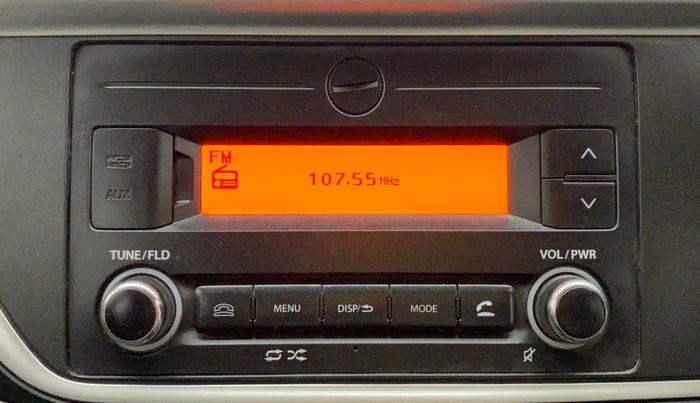 FM
107.55 MHz
AUX
TUNE/FLD
VOL/PWR
MENU
DISP/
MODE